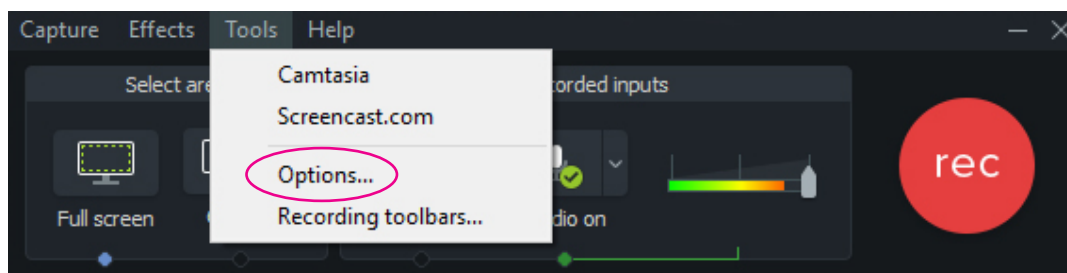 Capture Effects Tools Help
Camtasia
Screencast.com
Options...
Recording toolbars...
Select are
orded inputs
Full screen
dio on
rec